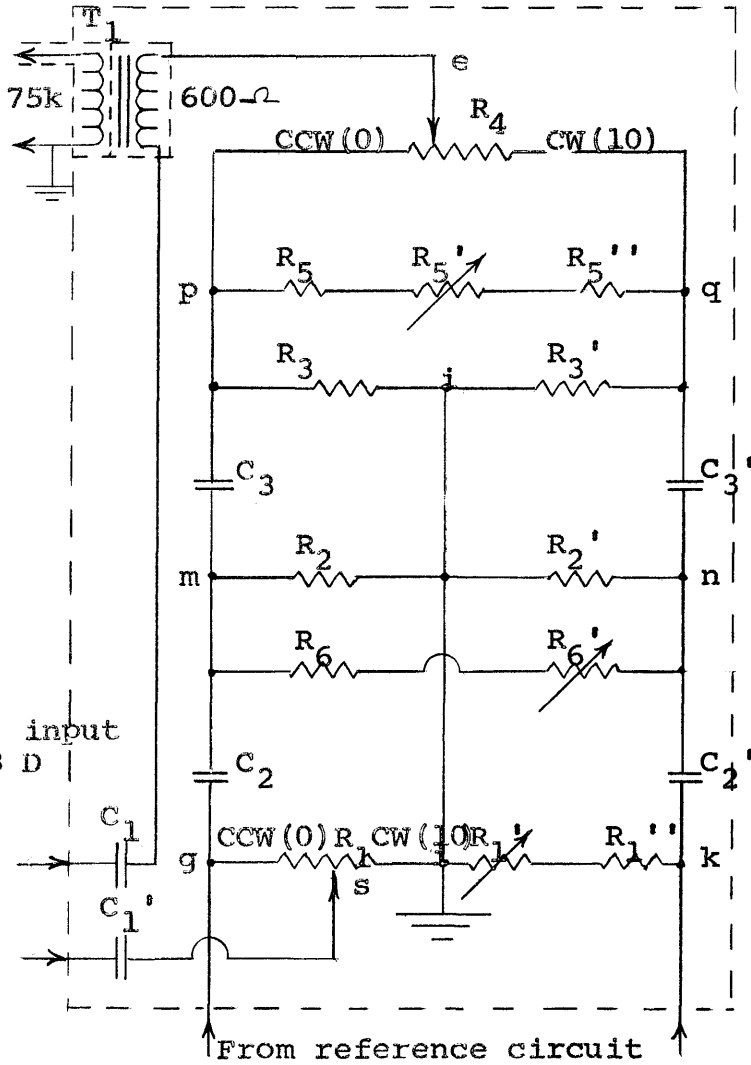 T1
75k
600-Ω
e
R4
CCW(0)
CW(10)
R5
R5'
R5''
p
q
R3
i
R3'
C3
C3'
R2
R2'
m
n
R6
R6'
input
D
C2
C2'
C1
CCW(0)
R1
CW(10)
R1'
R1''
g
s
k
C1'
From reference circuit